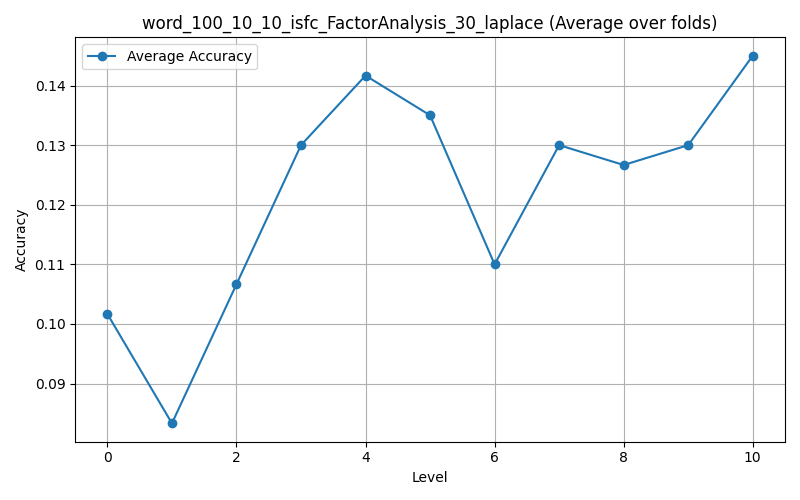 word_100_10_10_isfc_FactorAnalysis_30_laplace (Average over folds)
Average Accuracy
Accuracy
0.14
0.13
0.12
0.11
0.10
0.09
0 2 4 6 8 10
Level